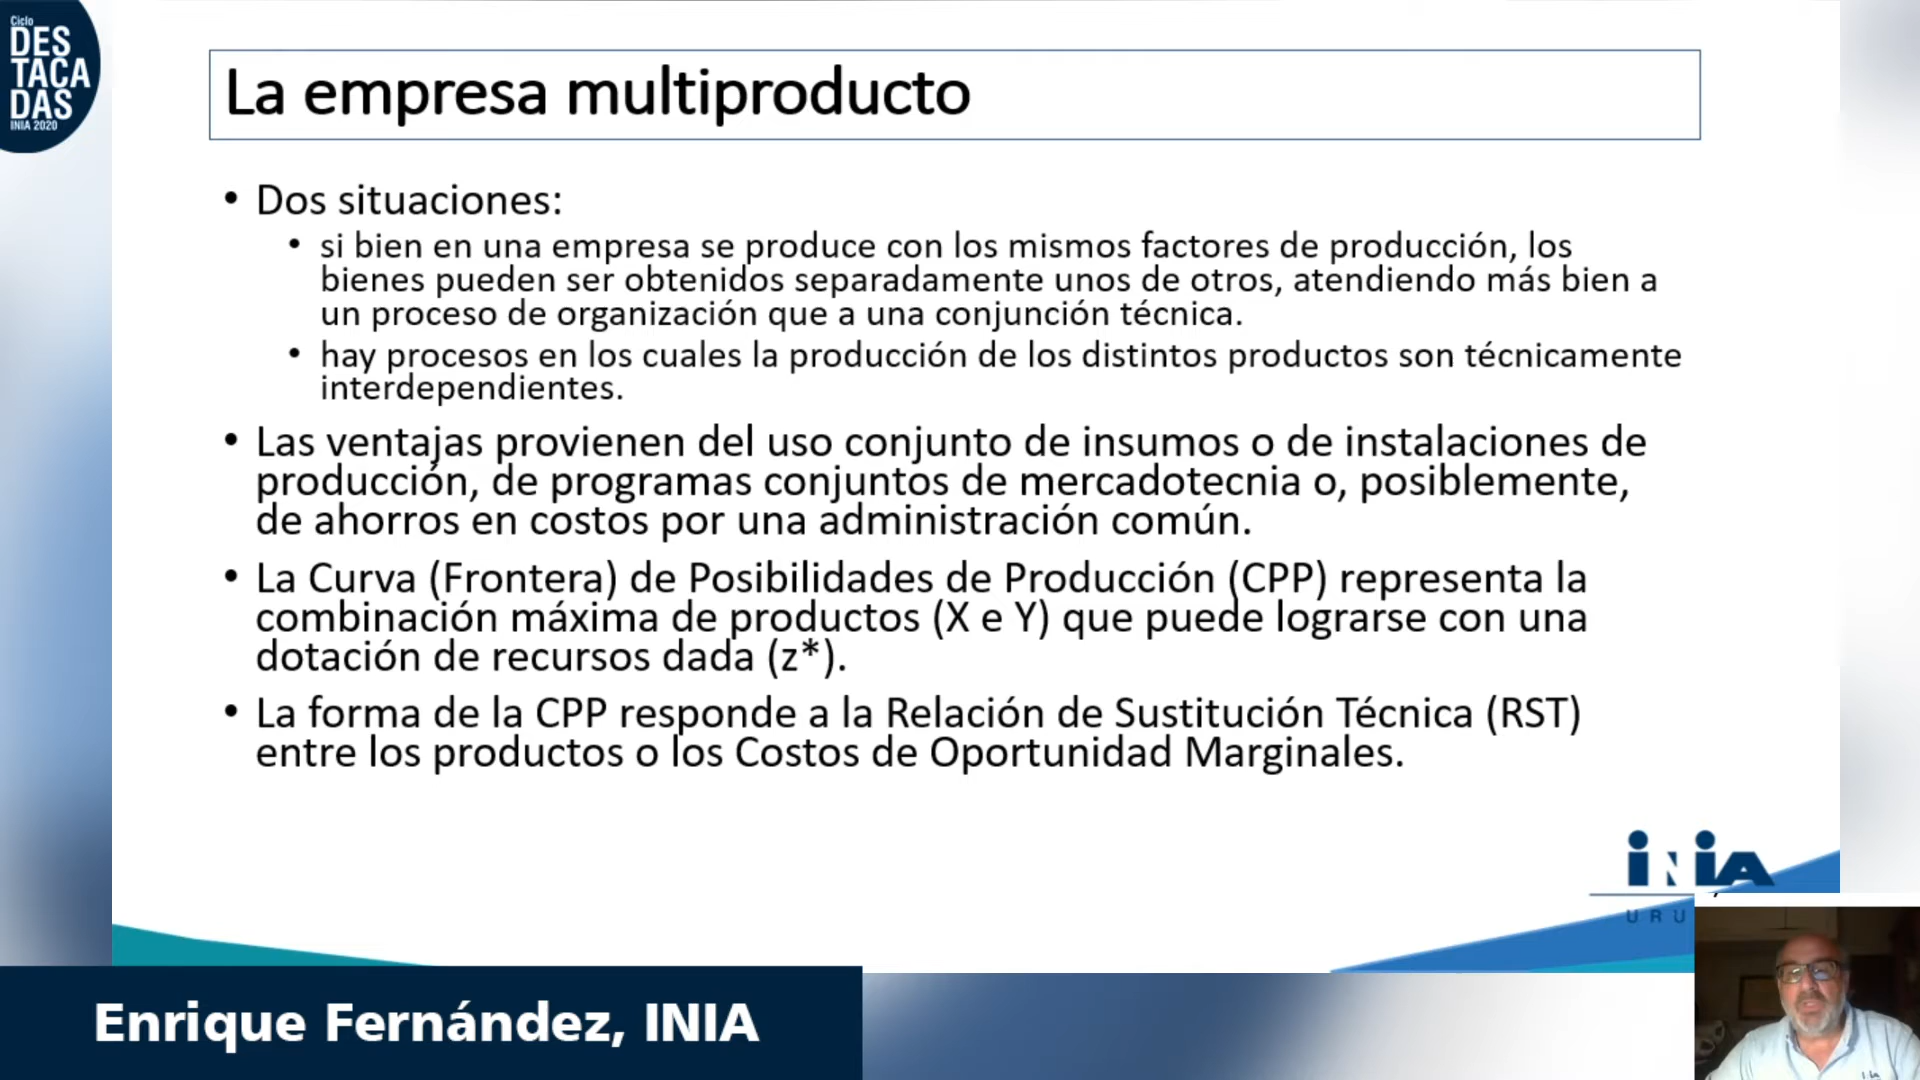 Ciclo
DES
TACA
DAS
INIA 2020
La empresa multiproducto
• Dos situaciones:
• si bien en una empresa se produce con los mismos factores de producción, los
bienes pueden ser obtenidos separadamente unos de otros, atendiendo más bien a
un proceso de organización que a una conjunción técnica.
• hay procesos en los cuales la producción de los distintos productos son técnicamente
interdependientes.
• Las ventajas provienen del uso conjunto de insumos o de instalaciones de
producción, de programas conjuntos de mercadotecnia o, posiblemente,
de ahorros en costos por una administración común.
• La Curva (Frontera) de Posibilidades de Producción (CPP) representa la
combinación máxima de productos (X e Y) que puede lograrse con una
dotación de recursos dada (z*).
• La forma de la CPP responde a la Relación de Sustitución Técnica (RST)
entre los productos o los Costos de Oportunidad Marginales.
iNiA
URU
Enrique Fernández, INIA